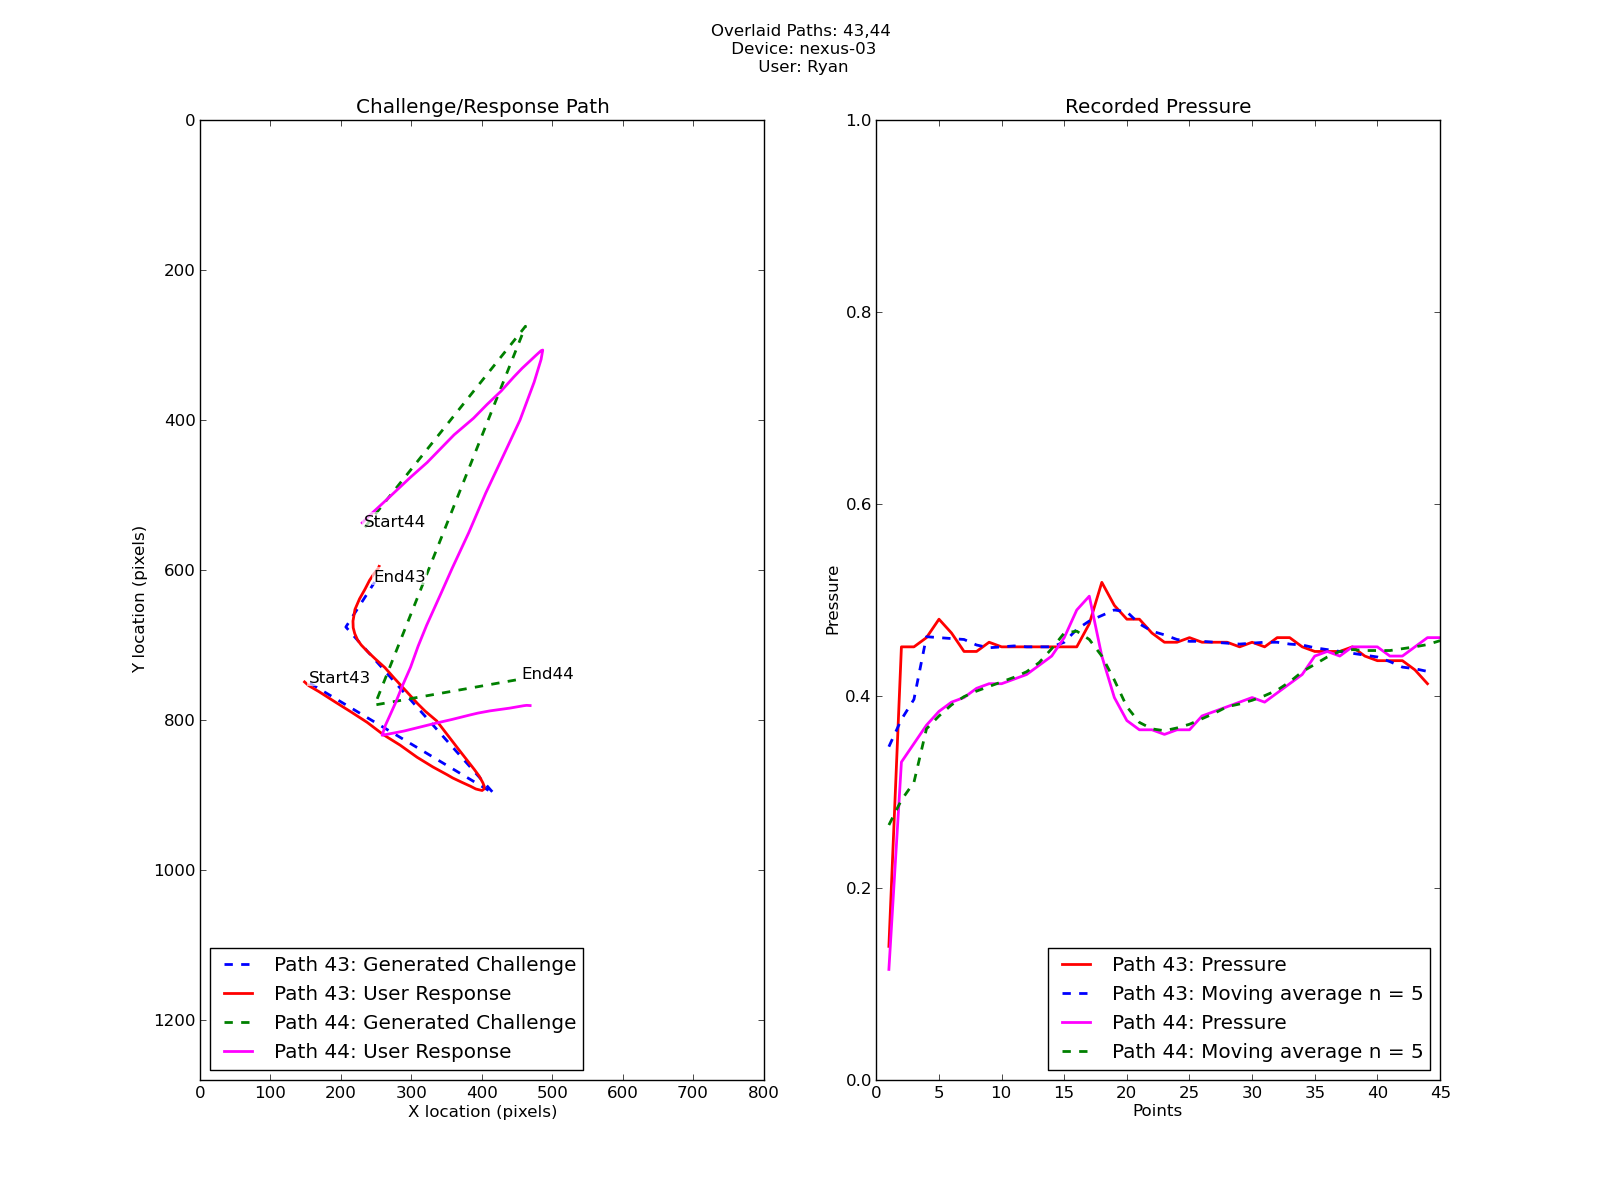 Overlaid Paths: 43,44
Device: nexus-03
User: Ryan
Challenge/Response Path
0
200
400
600
800
1000
1200
Y location (pixels)
Start44
End43
Start43
End44
Path 43: Generated Challenge
Path 43: User Response
Path 44: Generated Challenge
Path 44: User Response
0 100 200 300 400 500 600 700 800
X location (pixels)
Recorded Pressure
1.0
0.8
0.6
0.4
0.2
0.0
Pressure
Path 43: Pressure
Path 43: Moving average n = 5
Path 44: Pressure
Path 44: Moving average n = 5
0 5 10 15 20 25 30 35 40 45
Points